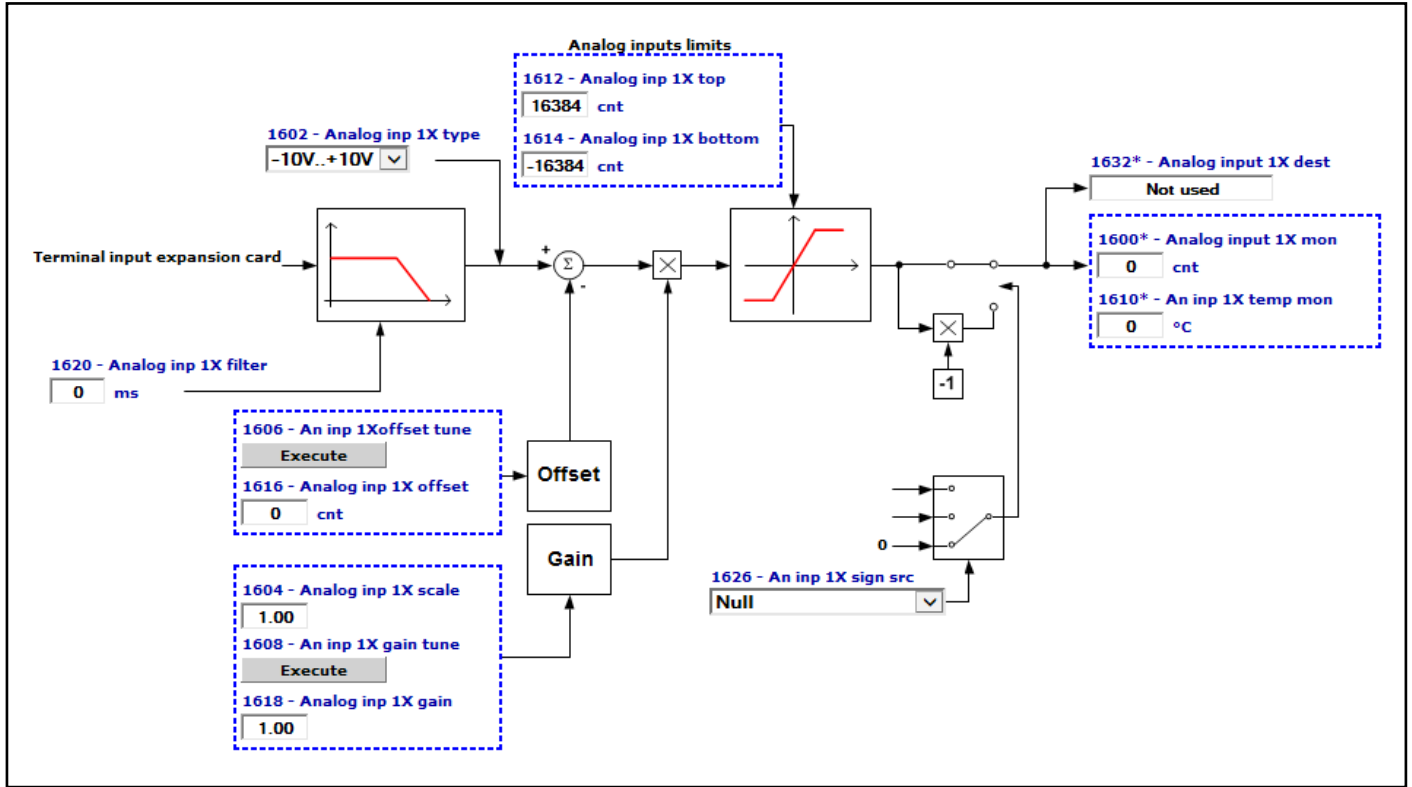 Analog inputs limits
1612 - Analog inp 1X top
16384 cnt
1614 - Analog inp 1X bottom
-16384 cnt
1602 - Analog inp 1X type
-10V..+10V
1632* - Analog input 1X dest
Not used
Terminal input expansion card
+
Σ
-
1600* - Analog input 1X mon
0 cnt
1610* - An inp 1X temp mon
0 °C
-1
1620 - Analog inp 1X filter
0 ms
1606 - An inp 1Xoffset tune
Execute
1616 - Analog inp 1X offset
0 cnt
Offset
Gain
0
1626 - An inp 1X sign src
Null
1604 - Analog inp 1X scale
1.00
1608 - An inp 1X gain tune
Execute
1618 - Analog inp 1X gain
1.00